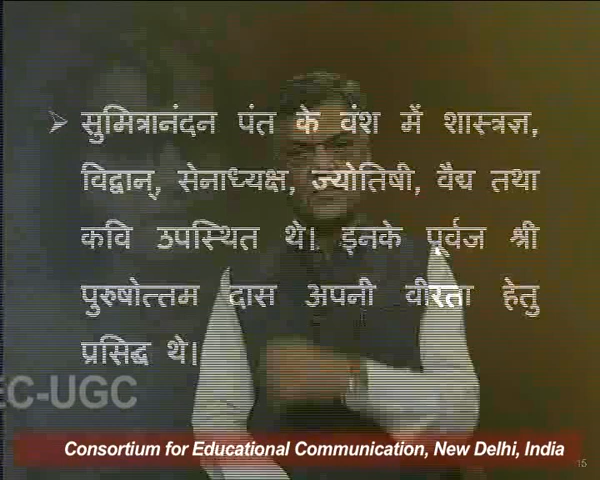 ➢ सुमित्रानंदन पंत के वंश में शास्त्रज्ञ,
विद्वान्, सेनाध्यक्ष, ज्योतिषी, वैद्य तथा
कवि उपस्थित थे। इनके पूर्वज श्री
पुरुषोत्तम दास अपनी वीरता हेतु
प्रसिद्ध थे।
EC-UGC
Consortium for Educational Communication, New Delhi, India
15